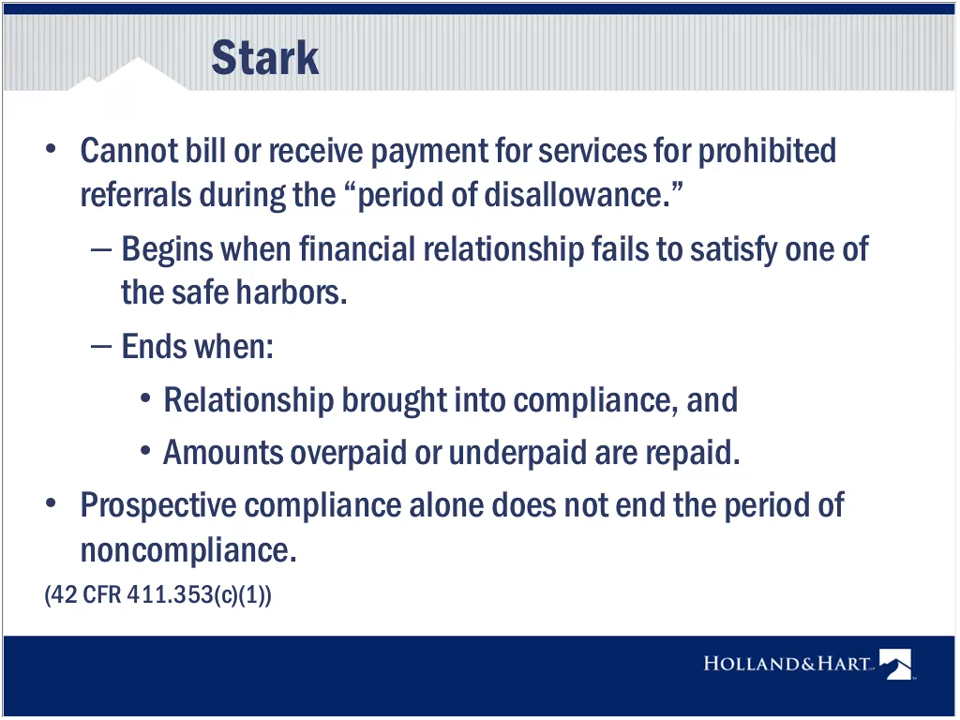 Stark
• Cannot bill or receive payment for services for prohibited
referrals during the “period of disallowance.”
– Begins when financial relationship fails to satisfy one of
the safe harbors.
– Ends when:
• Relationship brought into compliance, and
• Amounts overpaid or underpaid are repaid.
• Prospective compliance alone does not end the period of
noncompliance.
(42 CFR 411.353(c)(1))
HOLLAND&HART